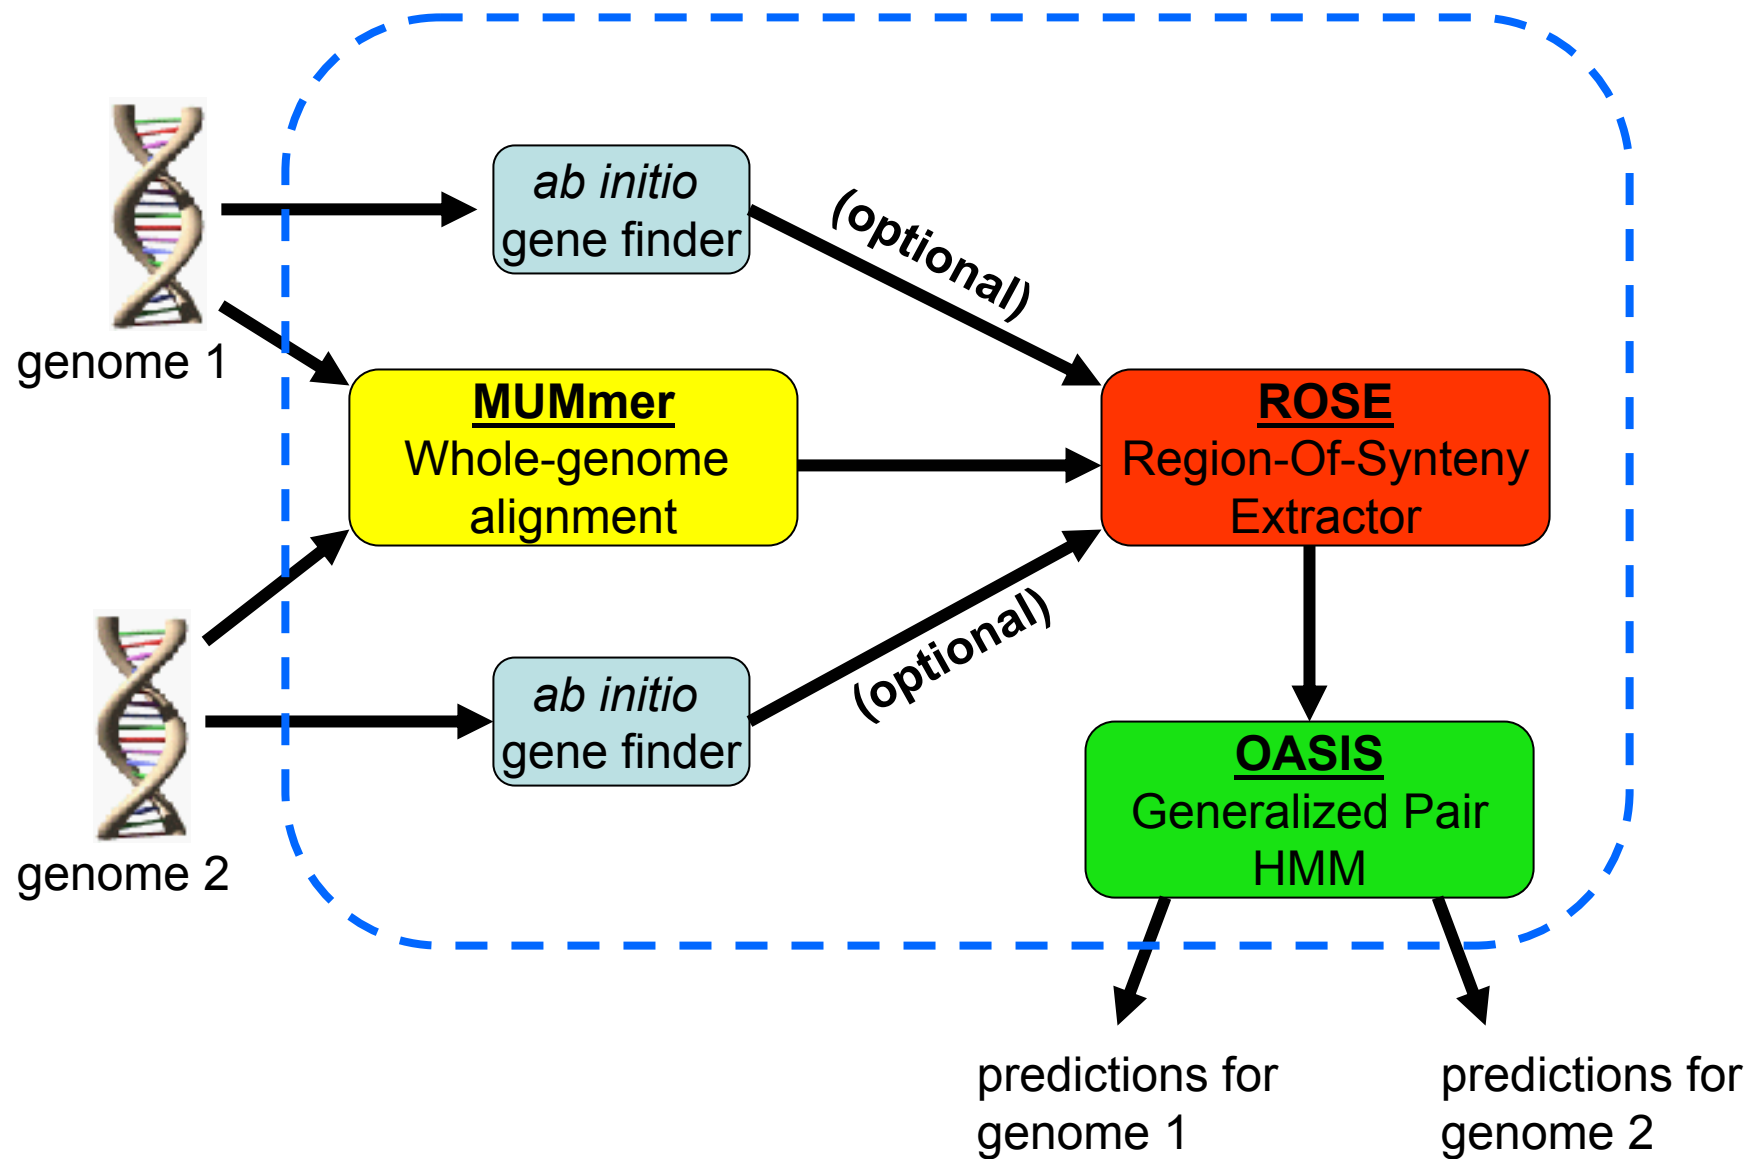 ab initio
gene finder
(optional)
genome 1
MUMmer
Whole-genome
alignment
ROSE
Region-Of-Synteny
Extractor
(optional)
ab initio
gene finder
genome 2
OASIS
Generalized Pair
HMM
predictions for
genome 1
predictions for
genome 2